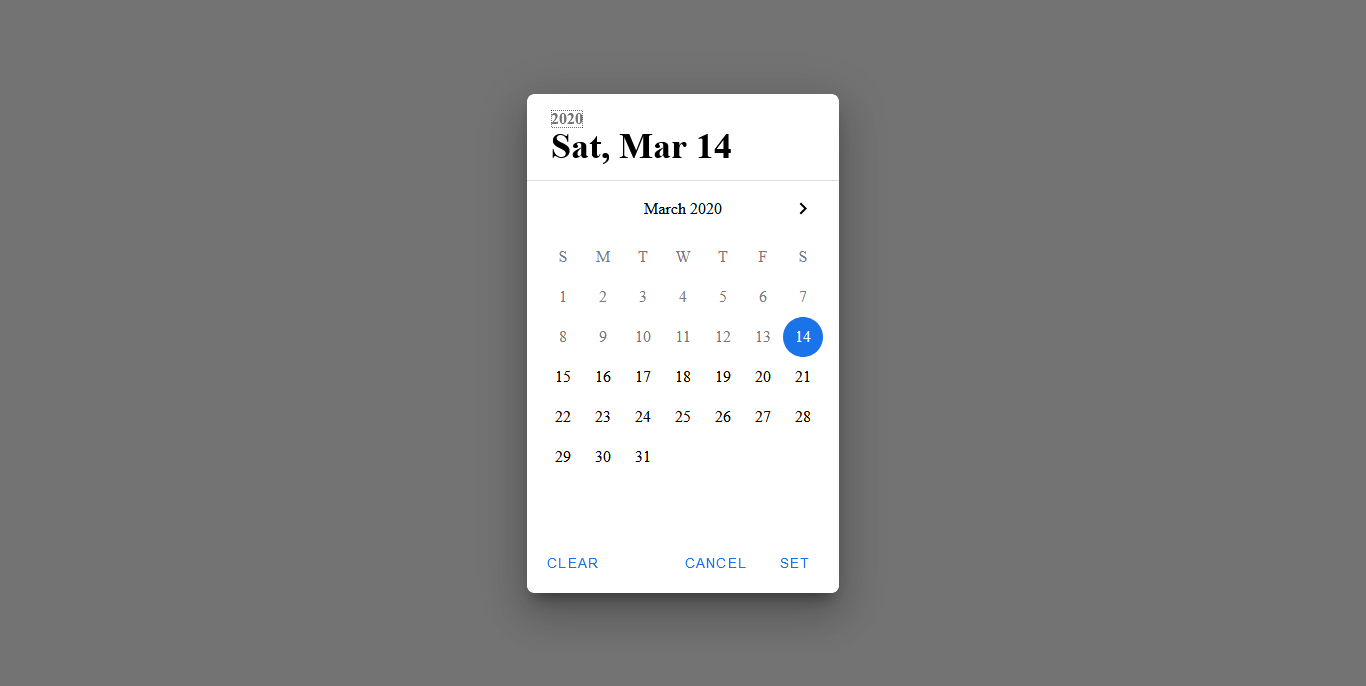 2020
Sat, Mar 14
March 2020
S M T W T F S
1 2 3 4 5 6 7
8 9 10 11 12 13 14
15 16 17 18 19 20 21
22 23 24 25 26 27 28
29 30 31
CLEAR CANCEL SET